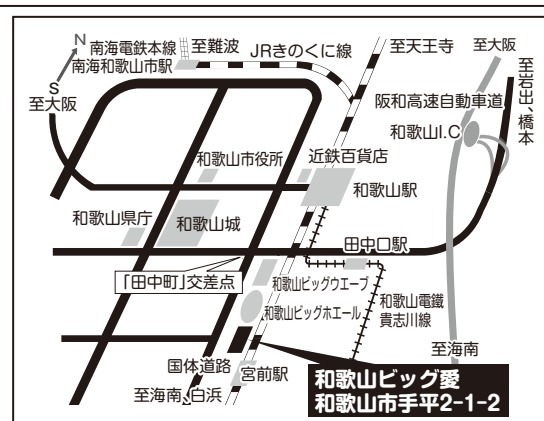 N
南海電鉄本線
至難波
JRきのくに線
至天王寺
至大阪
南海和歌山市駅
S
至大阪
阪和高速自動車道
至岩出、橋本
和歌山I.C
和歌山市役所
近鉄百貨店
和歌山駅
和歌山県庁
和歌山城
田中口駅
「田中町」交差点
和歌山ビッグウエーブ
和歌山ビッグホエール
和歌山電鐵
貴志川線
国体道路
至海南
至海南、白浜
宮前駅
和歌山ビッグ愛
和歌山市手平2-1-2